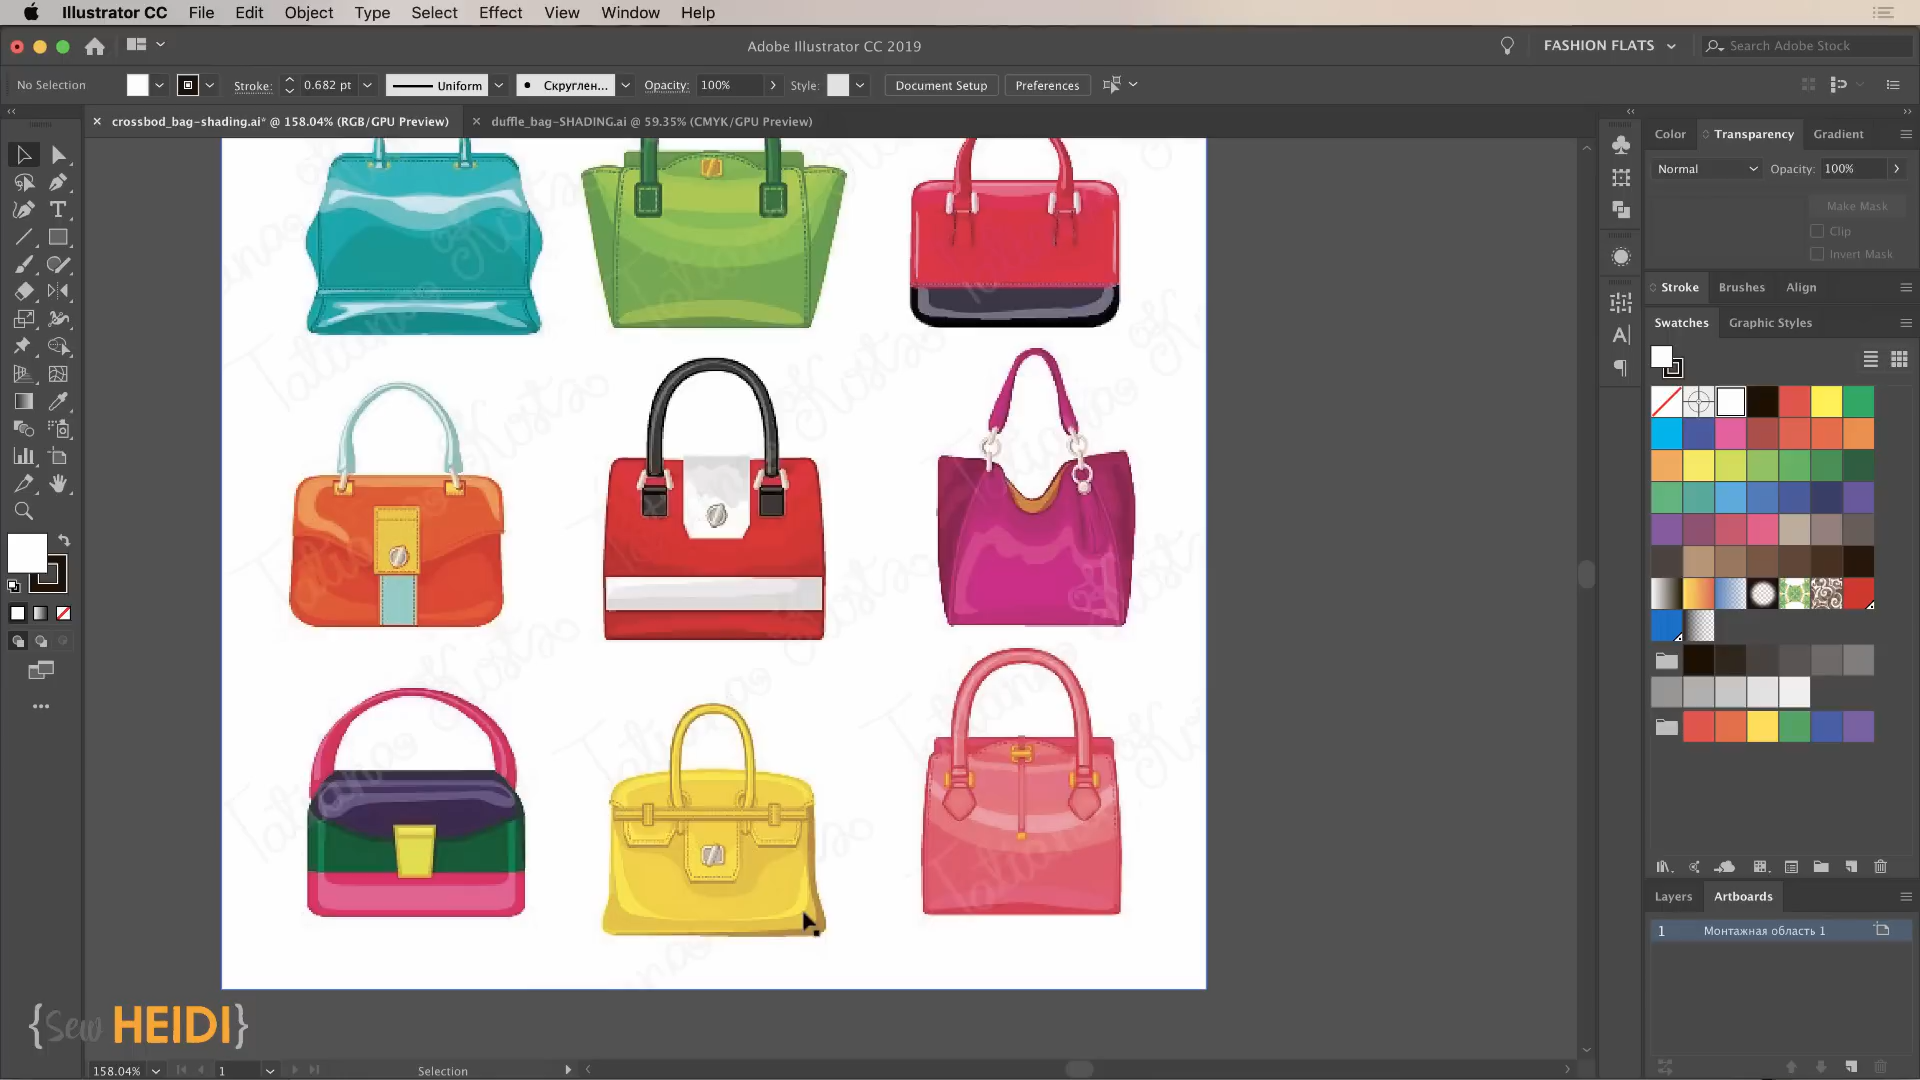 Illustrator CC File Edit Object Type Select Effect View Window Help
Adobe Illustrator CC 2019
FASHION FLATS
Search Adobe Stock
No Selection
Stroke: 0.682 pt
Uniform
Скруглен...
Opacity: 100%
Style:
Document Setup
Preferences
crossbod_bag-shading.ai* @ 158.04% (RGB/GPU Preview)
duffle_bag-SHADING.ai @ 59.35% (CMYK/GPU Preview)
Color Transparency Gradient
Normal Opacity: 100%
Make Mask
Clip
Invert Mask
Stroke Brushes Align
Swatches Graphic Styles
Layers Artboards
1 Монтажная область 1
{Sew HEIDI}
158.04% 1 Selection